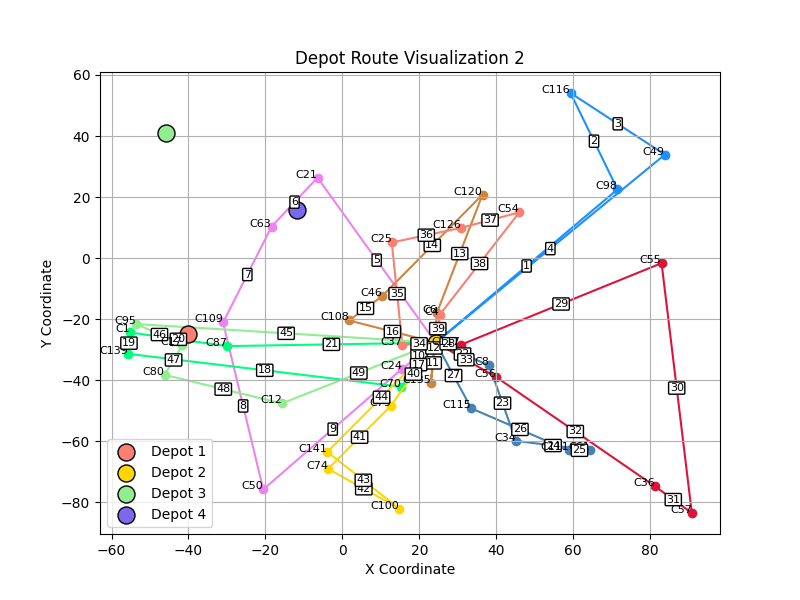 Depot Route Visualization 2
60
40
20
0
−20
−40
−60
−80
Y Coordinate
−60
−40
−20
0
20
40
60
80
X Coordinate
C116
3
2
C49
C98
C21
C120
6
C54
C63
C126
37
C25
36
14
13
4
5
38
1
C55
7
C46
35
15
29
C108
C109
16
39
C95
45
46
C87
21
34
12
19
C139
47
18
C24
11
33
C8
C56
C80
49
17
40
27
30
48
C12
44
C70
8
C115
23
9
41
26
32
C34
25
C141
C74
43
42
C50
C36
31
C57
C100
Depot 1
Depot 2
Depot 3
Depot 4